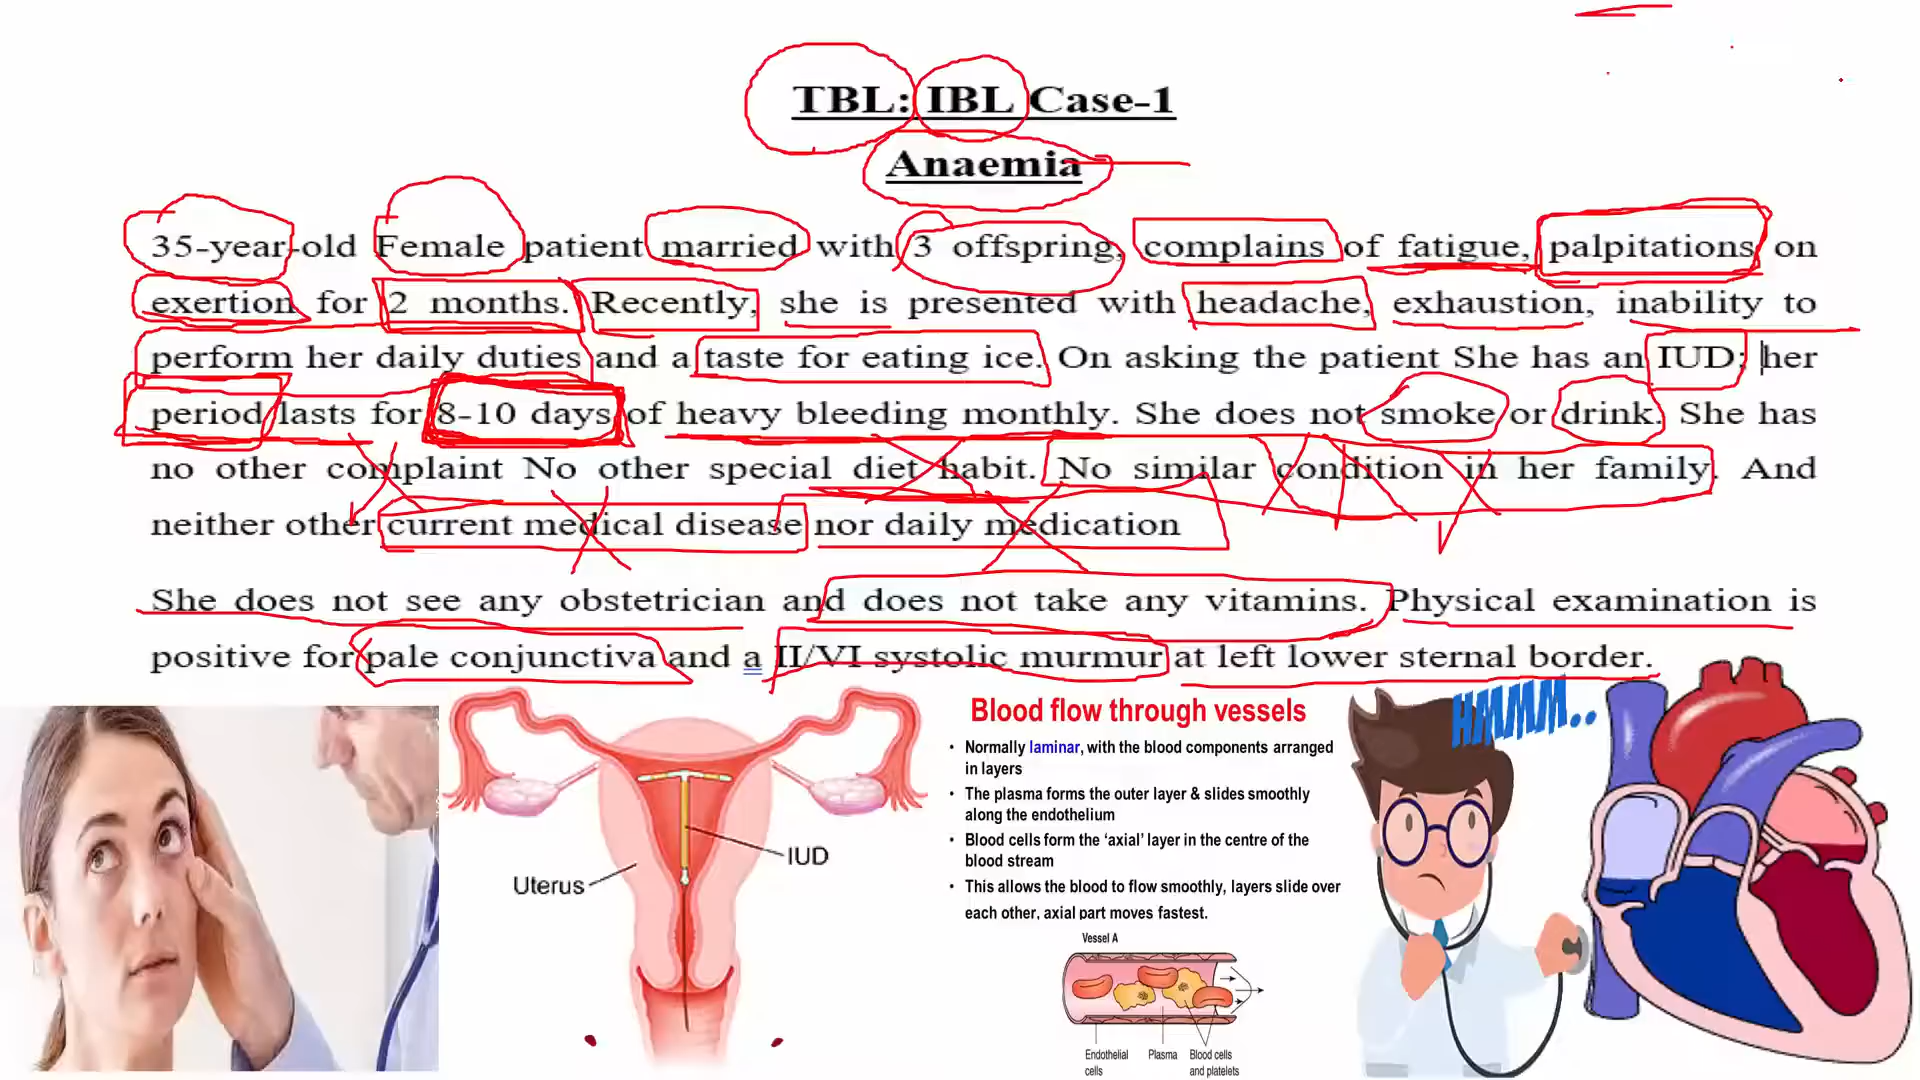 TBL: IBL Case-1
Anaemia
35-year-old Female patient married with 3 offspring, complains of fatigue, palpitations on
exertion for 2 months. Recently, she is presented with headache, exhaustion, inability to
perform her daily duties and a taste for eating ice. On asking the patient She has an IUD; her
period lasts for 8-10 days of heavy bleeding monthly. She does not smoke or drink. She has
no other complaint No other special diet habit. No similar condition in her family. And
neither other current medical disease nor daily medication
She does not see any obstetrician and does not take any vitamins. Physical examination is
positive for pale conjunctiva and a II/VI systolic murmur at left lower sternal border.
Uterus
IUD
Blood flow through vessels
• Normally laminar, with the blood components arranged
in layers
• The plasma forms the outer layer & slides smoothly
along the endothelium
• Blood cells form the ‘axial’ layer in the centre of the
blood stream
• This allows the blood to flow smoothly, layers slide over
each other, axial part moves fastest.
Vessel A
Endothelial
cells
Plasma
Blood cells
and platelets
HMMM..